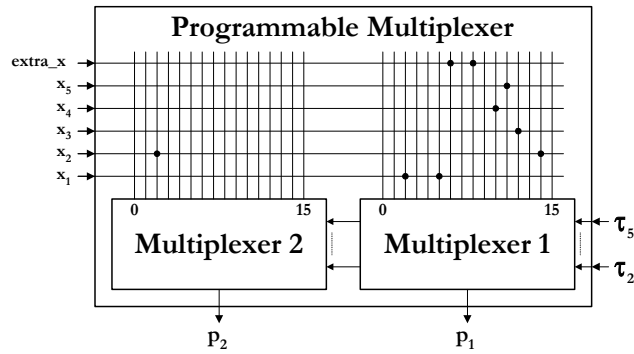 Programmable Multiplexer
extra_x
x₅
x₄
x₃
x₂
x₁
0 15 0 15
Multiplexer 2 Multiplexer 1
τ₅
τ₂
p₂ p₁